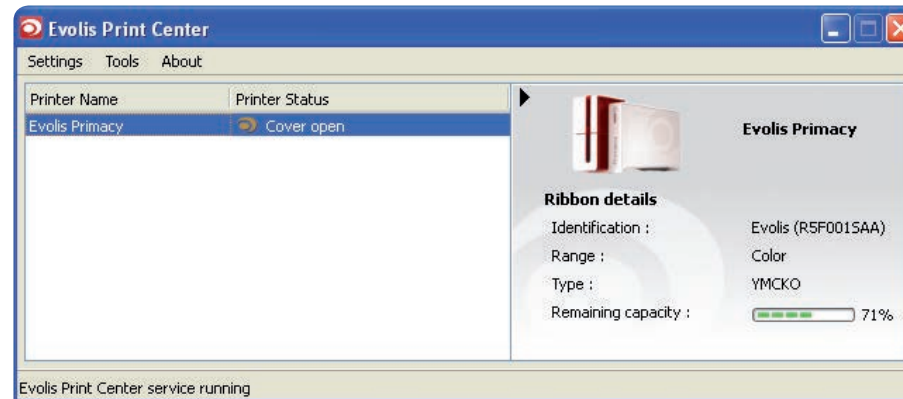 Evolis Print Center
Settings Tools About
Printer Name Printer Status
Evolis Primacy Cover open
Evolis Primacy
Ribbon details
Identification : Evolis (R5F001SAA)
Range : Color
Type : YMCKO
Remaining capacity : 71%
Evolis Print Center service running